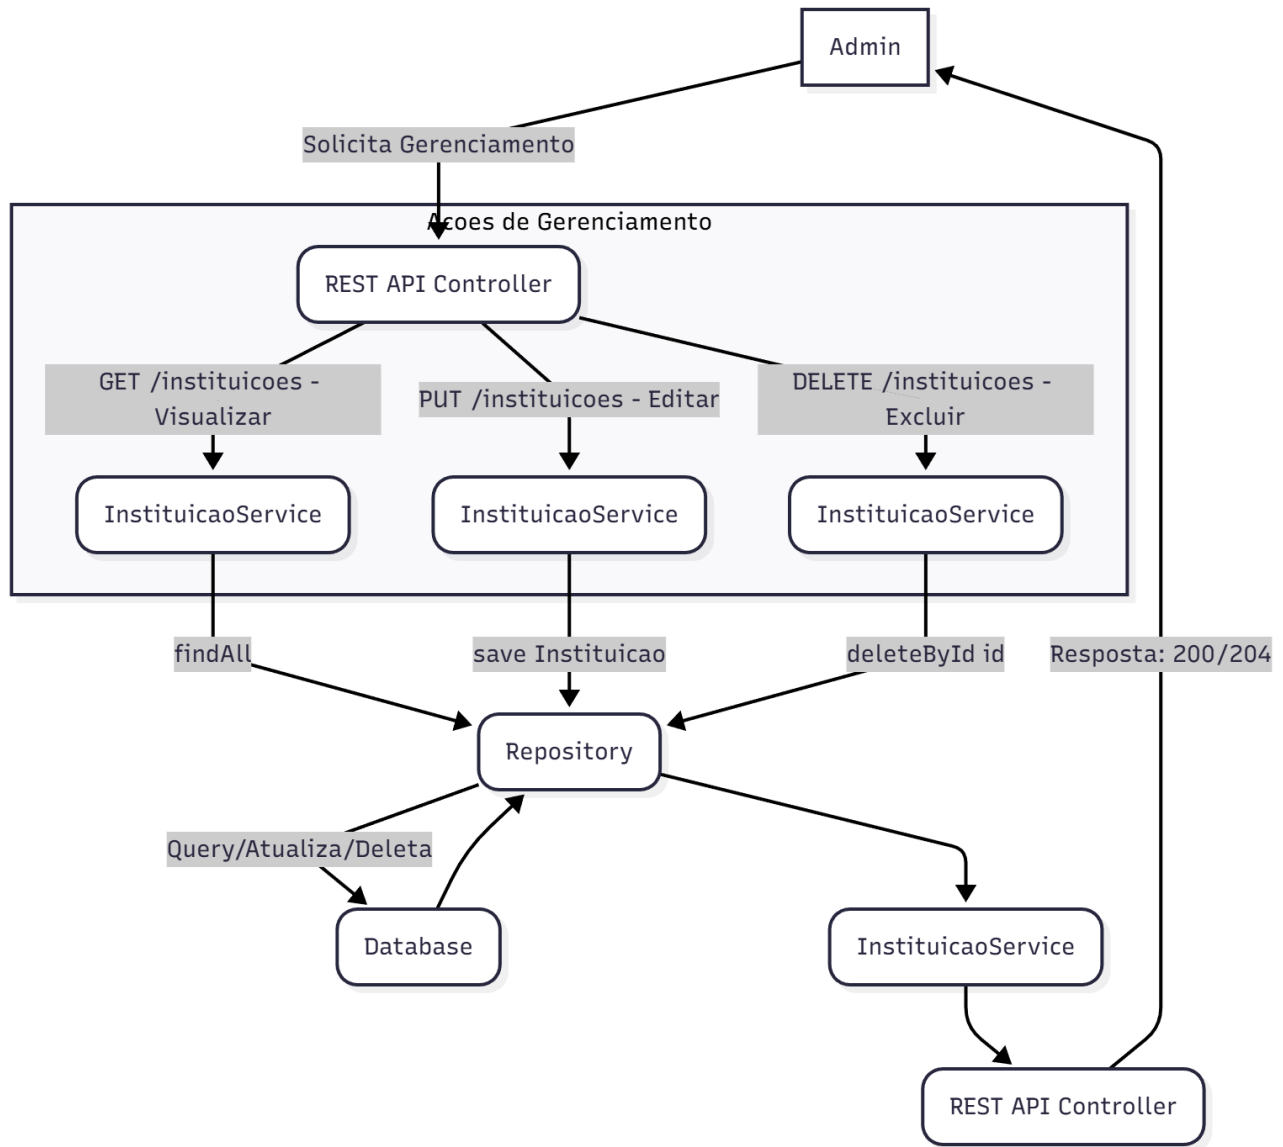 Admin
Solicita Gerenciamento
Acoes de Gerenciamento
REST API Controller
GET /instituicoes -
Visualizar
PUT /instituicoes - Editar
DELETE /instituicoes -
Excluir
InstituicaoService
InstituicaoService
InstituicaoService
findAll
save Instituicao
deleteById id
Resposta: 200/204
Repository
Query/Atualiza/Deleta
Database
InstituicaoService
REST API Controller